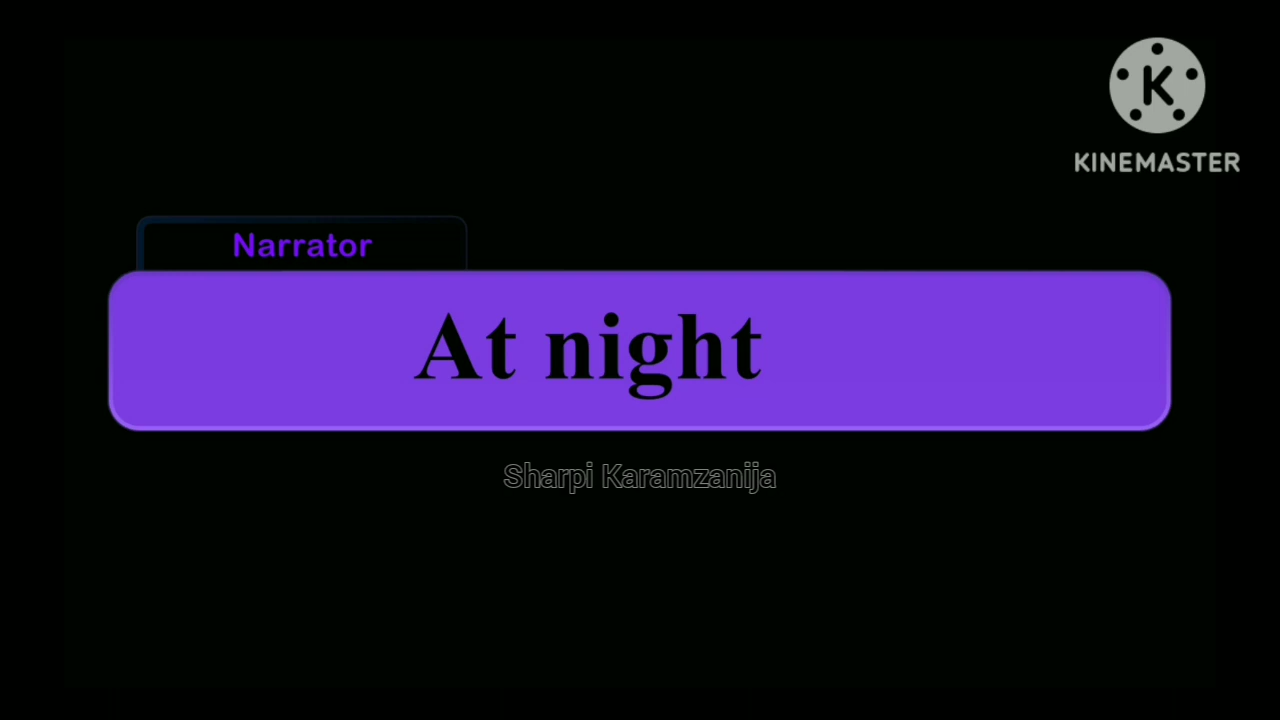 K
KINEMASTER
Narrator
At night
Sharpi Karamzanija